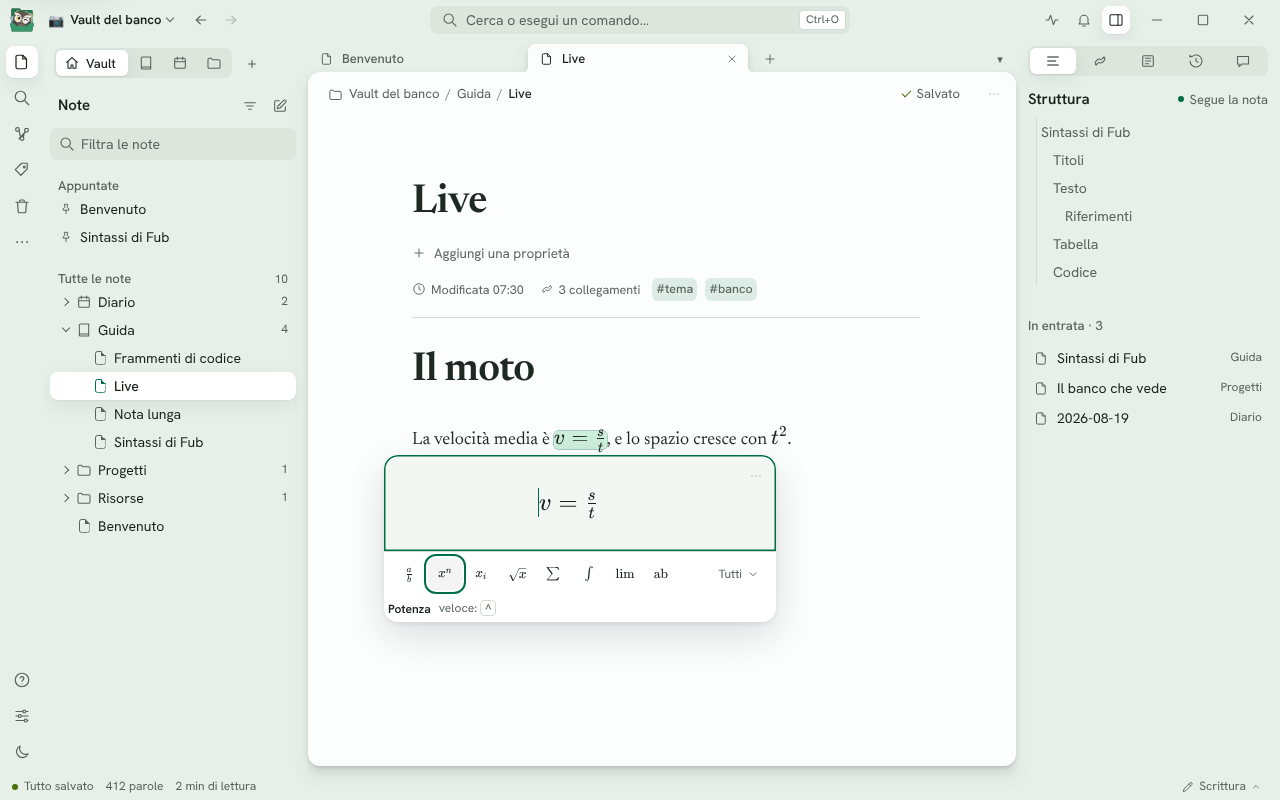 Vault del banco
Cerca o esegui un comando...
Ctrl+O
Vault
Benvenuto
Live
Note
Filtra le note
Appuntate
Benvenuto
Sintassi di Fub
Tutte le note 10
Diario 2
Guida 4
Frammenti di codice
Live
Nota lunga
Sintassi di Fub
Progetti 1
Risorse 1
Benvenuto
Vault del banco / Guida / Live
Salvato
Live
Aggiungi una proprietà
Modificata 07:30 3 collegamenti #tema #banco
Il moto
La velocità media è v = s/t, e lo spazio cresce con t².
v = s/t
a/b xⁿ xᵢ √x ∑ ∫ lim ab Tutti
Potenza veloce: ^
Struttura Segue la nota
Sintassi di Fub
Titoli
Testo
Riferimenti
Tabella
Codice
In entrata · 3
Sintassi di Fub Guida
Il banco che vede Progetti
2026-08-19 Diario
Tutto salvato 412 parole 2 min di lettura
Scrittura